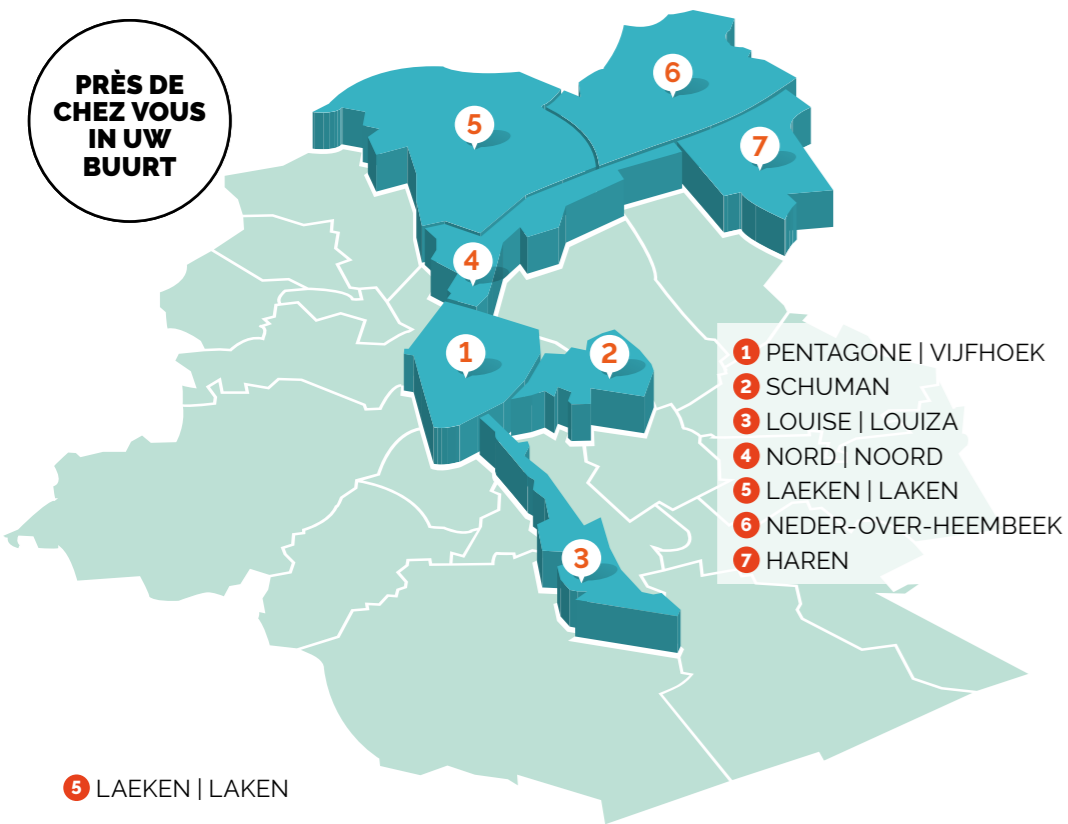 PRÈS DE
CHEZ VOUS
IN UW
BUURT
6
5
7
4
1
2
3
1 PENTAGONE | VIJFHOEK
2 SCHUMAN
3 LOUISE | LOUIZA
4 NORD | NOORD
5 LAEKEN | LAKEN
6 NEDER-OVER-HEEMBEEK
7 HAREN
5 LAEKEN | LAKEN